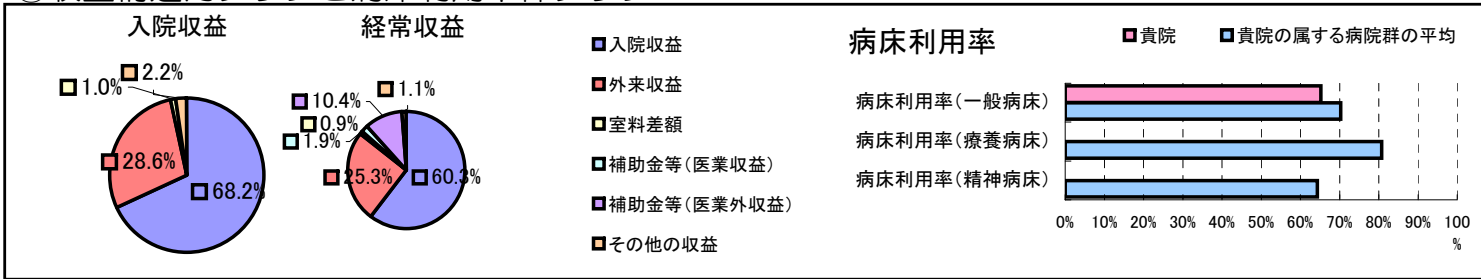 入院収益
2.2%
1.0%
28.6%
68.2%
経常収益
1.1%
10.4%
0.9%
1.9%
25.3%
60.3%
入院収益
外来収益
室料差額
補助金等(医業収益)
補助金等(医業外収益)
その他の収益
病床利用率
貴院 貴院の属する病院群の平均
病床利用率(一般病床)
病床利用率(療養病床)
病床利用率(精神病床)
0% 10% 20% 30% 40% 50% 60% 70% 80% 90% 100
%